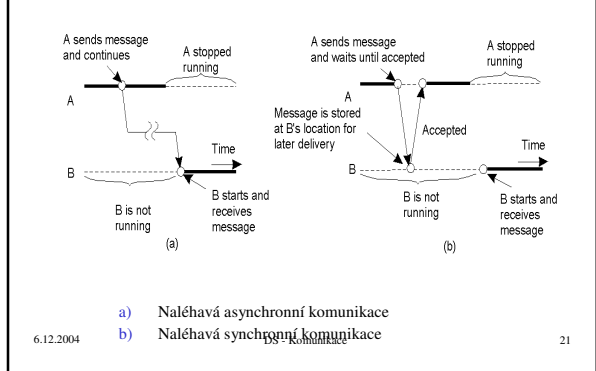 A sends message
and continues
A stopped
running
A
Time
B
B is not
running
B starts and
receives
message
(a)
A sends message
and waits until accepted
A stopped
running
A
Message is stored
at B's location for
later delivery
Accepted
Time
B
B is not
running
B starts and
receives
message
(b)
a) Naléhavá asynchronní komunikace
b) Naléhavá synchronní komunikace
6.12.2004
DS - Komunikace
21